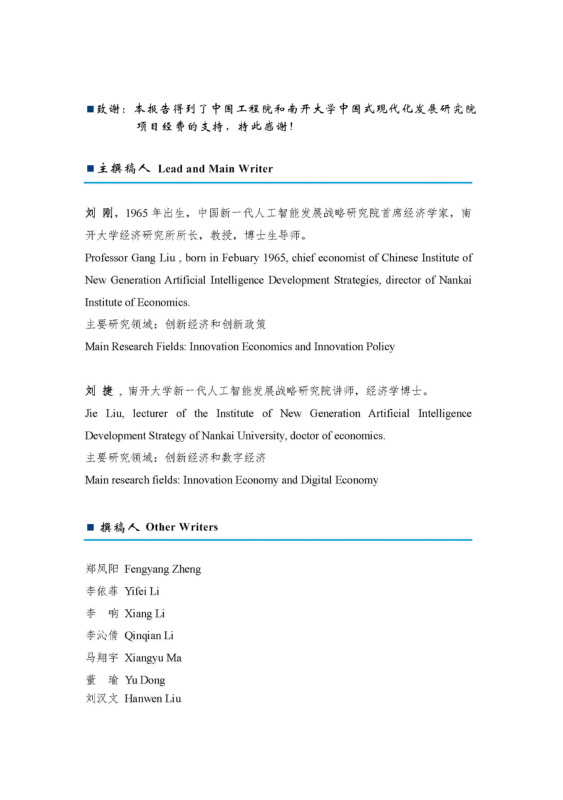 ■致谢：本报告得到了中国工程院和南开大学中国式现代化发展研究院
项目经费的支持，特此感谢！
■主撰稿人 Lead and Main Writer
刘 刚，1965 年出生，中国新一代人工智能发展战略研究院首席经济学家，南
开大学经济研究所所长，教授，博士生导师。
Professor Gang Liu , born in Febuary 1965, chief economist of Chinese Institute of
New Generation Artificial Intelligence Development Strategies, director of Nankai
Institute of Economics.
主要研究领域：创新经济和创新政策
Main Research Fields: Innovation Economics and Innovation Policy
刘 捷 , 南开大学新一代人工智能发展战略研究院讲师，经济学博士。
Jie Liu, lecturer of the Institute of New Generation Artificial Intelligence
Development Strategy of Nankai University, doctor of economics.
主要研究领域：创新经济和数字经济
Main research fields: Innovation Economy and Digital Economy
■ 撰稿人 Other Writers
郑凤阳 Fengyang Zheng
李依菲 Yifei Li
李 响 Xiang Li
李沁倩 Qinqian Li
马翔宇 Xiangyu Ma
董 瑜 Yu Dong
刘汉文 Hanwen Liu